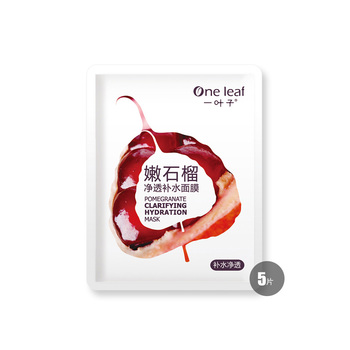 One leaf
一叶子®
嫩石榴
净透补水面膜
POMEGRANATE
CLARIFYING
HYDRATION
MASK
补水净透
5片